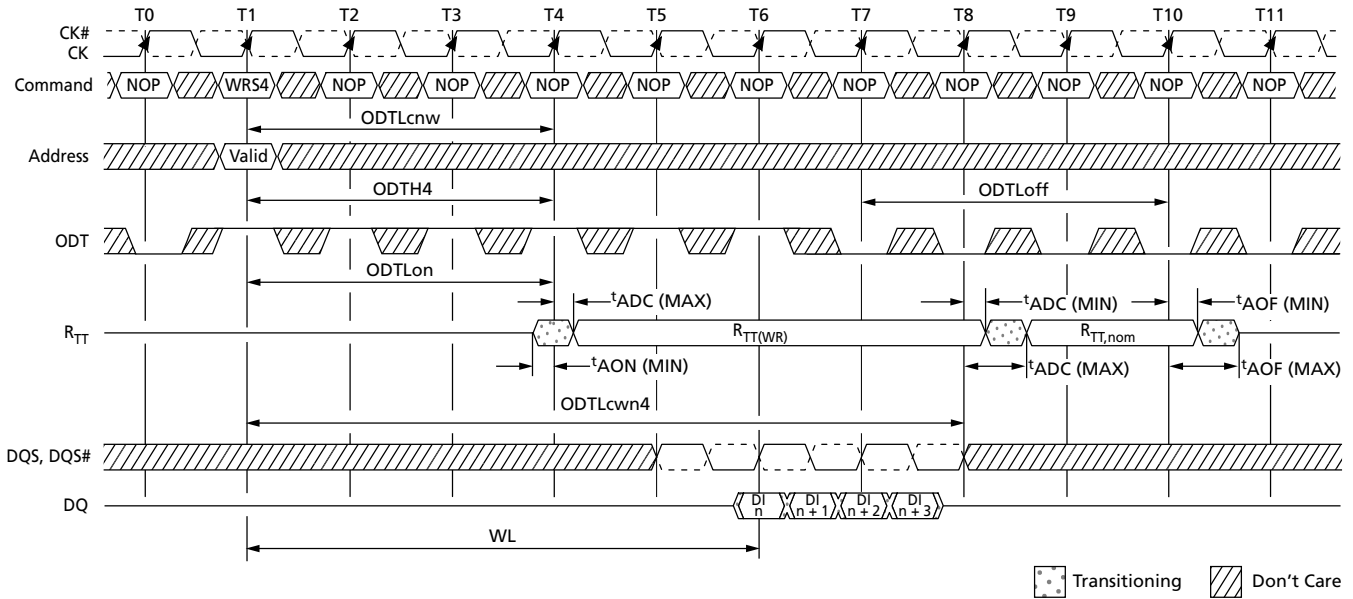 T0 T1 T2 T3 T4 T5 T6 T7 T8 T9 T10 T11
CK#
CK
Command NOP WRS4 NOP NOP NOP NOP NOP NOP NOP NOP NOP NOP
ODTLcnw
Address Valid
ODTH4 ODTLoff
ODT
ODTLon
tADC (MAX) tADC (MIN) tAOF (MIN)
RTT RTT(WR) RTT,nom
tAON (MIN) tADC (MAX) tAOF (MAX)
ODTLcwn4
DQS, DQS#
DQ DI n DI n + 1 DI n + 2 DI n + 3
WL
Transitioning Don't Care